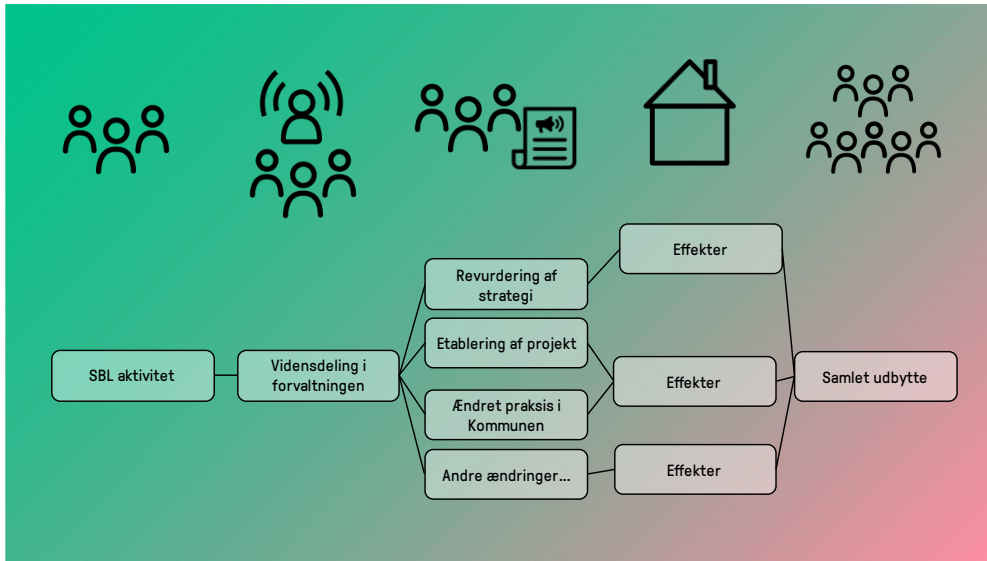 SBL aktivitet
Vidensdeling i
forvaltningen
Revurdering af
strategi
Etablering af projekt
Ændret praksis i
Kommunen
Andre ændringer...
Effekter
Effekter
Effekter
Samlet udbytte